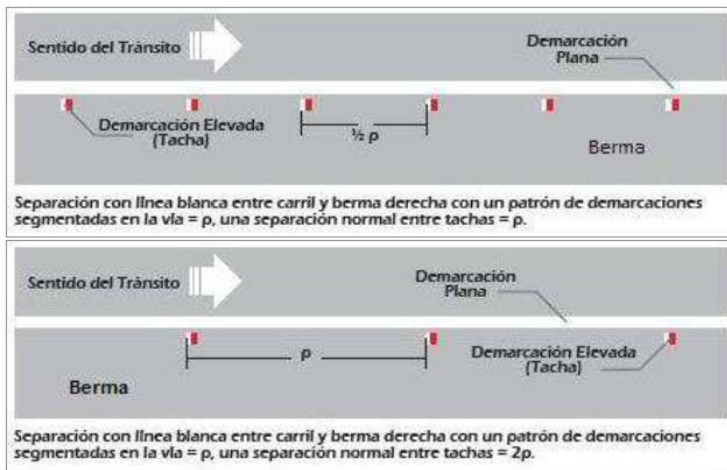 Sentido del Tránsito
Demarcación
Plana
Demarcación Elevada
(Tacha)
½ ρ
Berma
Separación con línea blanca entre carril y berma derecha con un patrón de demarcaciones
segmentadas en la vía = ρ, una separación normal entre tachas = ρ.
Sentido del Tránsito
Demarcación
Plana
ρ
Demarcación Elevada
(Tacha)
Berma
Separación con línea blanca entre carril y berma derecha con un patrón de demarcaciones
segmentadas en la vía = ρ, una separación normal entre tachas = 2ρ.